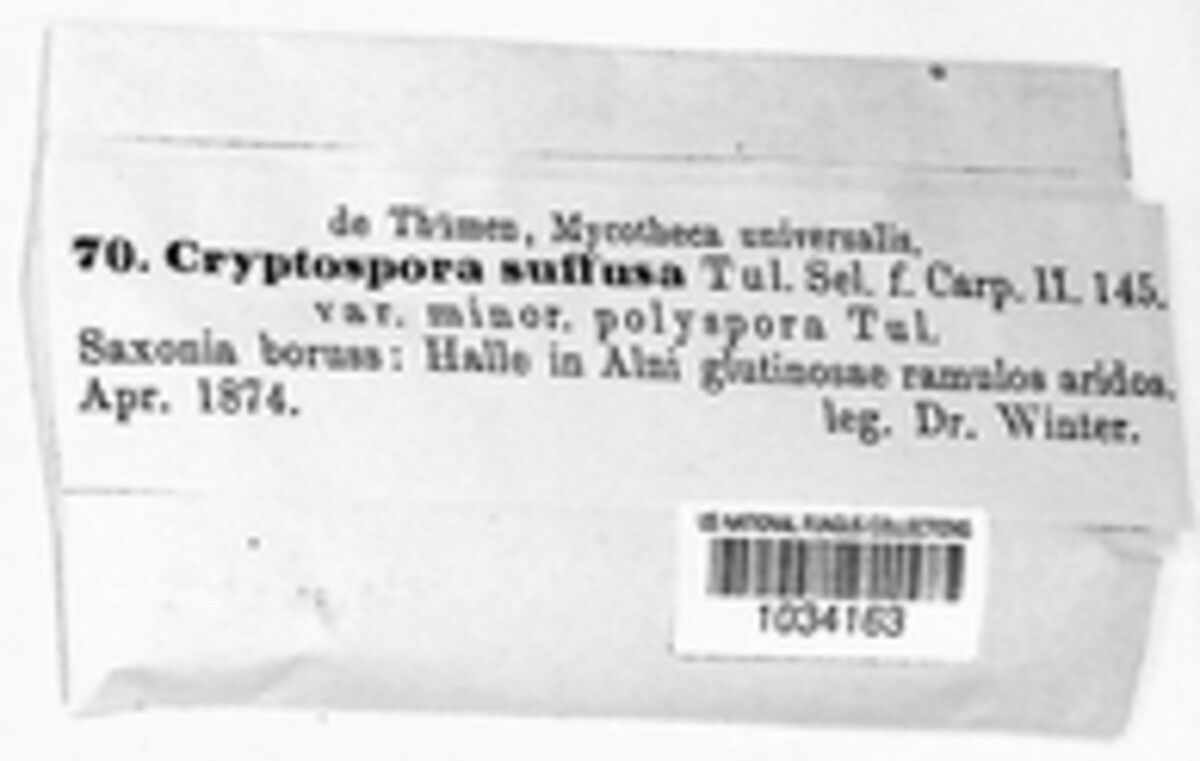 de Thümen, Mycotheca universalis.
70. Cryptospora suffusa Tul. Sel. f. Carp. II. 145.
var. minor. polyspora Tul.
Saxonia boruss: Halle in Alni glutinosae ramulos aridos.
Apr. 1874. leg. Dr. Winter.
US NATIONAL FUNGUS COLLECTIONS
1034163